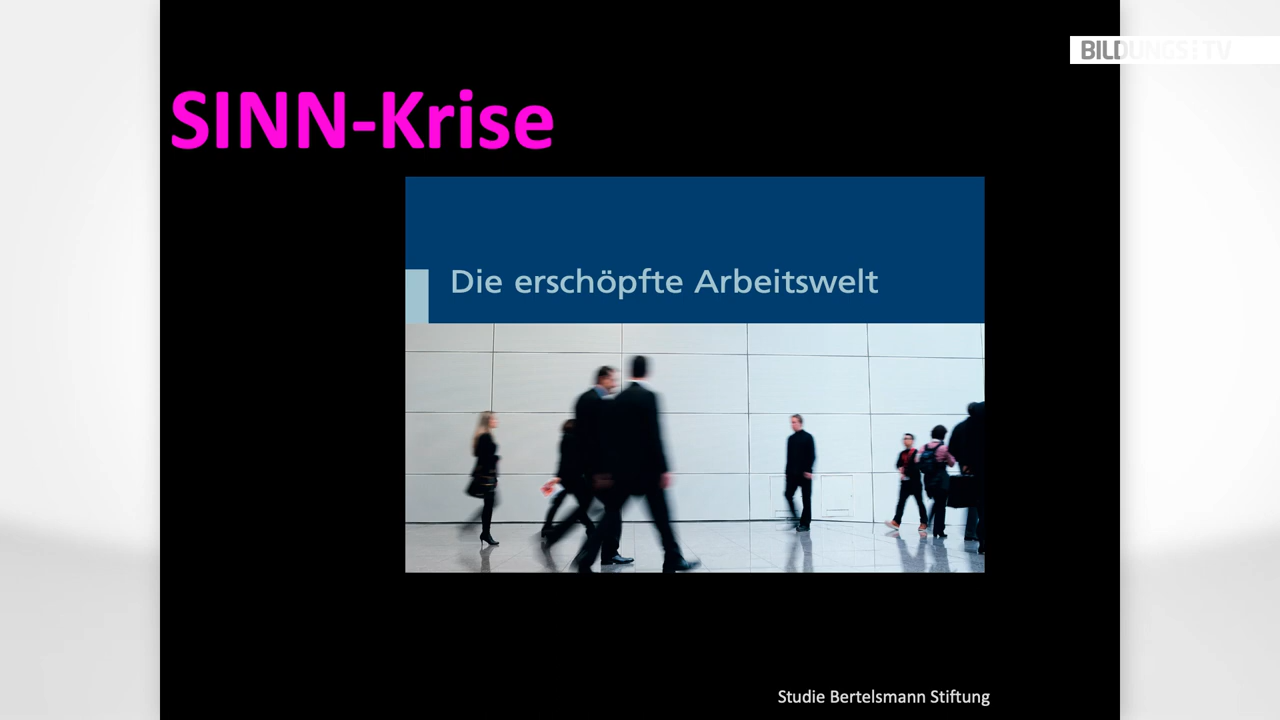 BILDUNGS:TV
SINN-Krise
Die erschöpfte Arbeitswelt
Studie Bertelsmann Stiftung